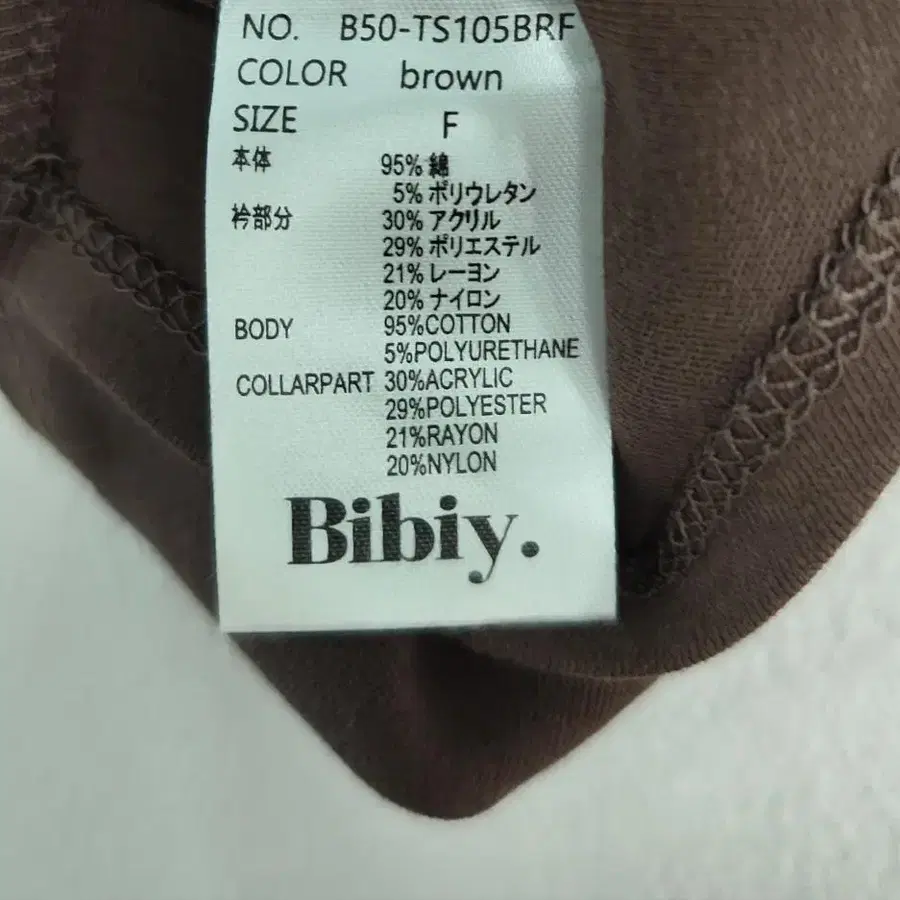 NO. B50-TS105BRF
COLOR brown
SIZE F
本体 95% 綿
5% ポリウレタン
衿部分 30% アクリル
29% ポリエステル
21% レーヨン
20% ナイロン
BODY 95%COTTON
5%POLYURETHANE
COLLARPART 30%ACRYLIC
29%POLYESTER
21%RAYON
20%NYLON
Bibiy.